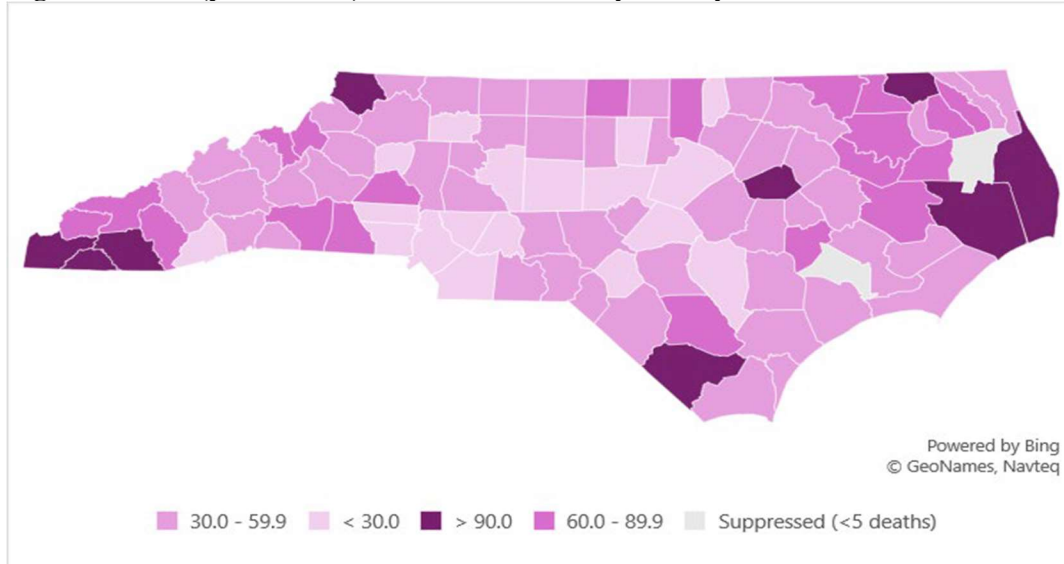 Powered by Bing
© GeoNames, Navteq
30.0 - 59.9 < 30.0 > 90.0 60.0 - 89.9 Suppressed (<5 deaths)